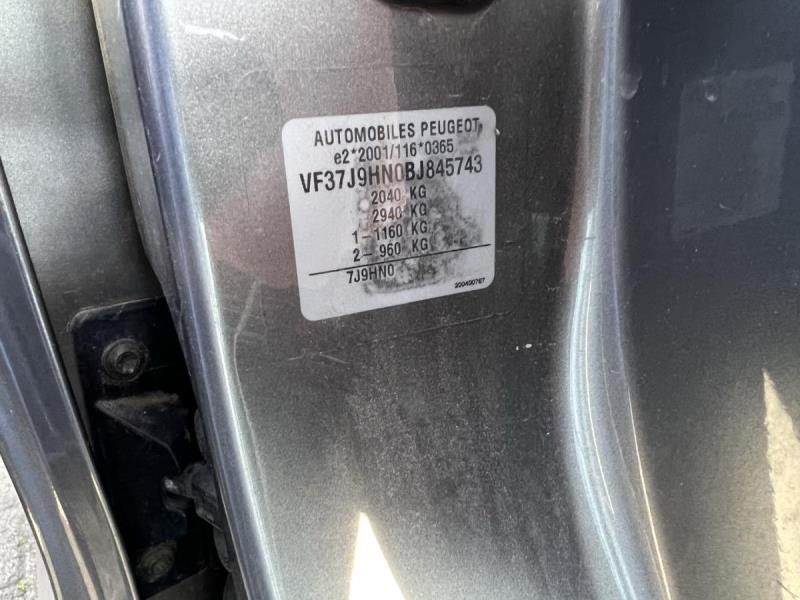 AUTOMOBILES PEUGEOT
e2*2001/116*0365
VF37J9HN0BJ845743
2040 KG
2940 KG
1- 1160 KG
2- 960 KG
7J9HN0